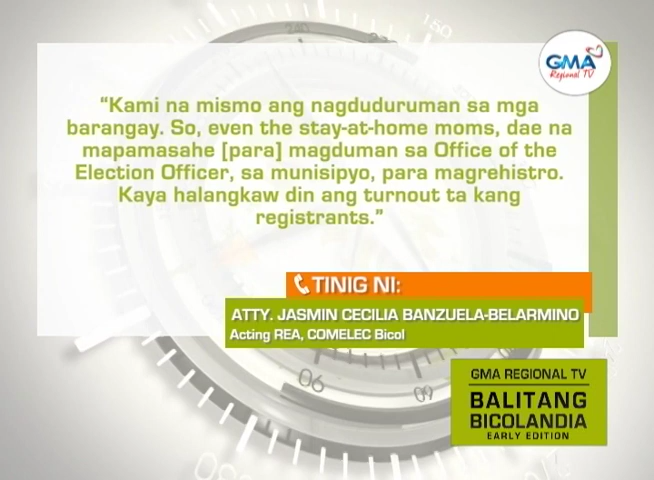 GMA
Regional TV
“Kami na mismo ang nagduduruman sa mga
barangay. So, even the stay-at-home moms, dae na
mapamasahe [para] magduman sa Office of the
Election Officer, sa munisipyo, para magrehistro.
Kaya halangkaw din ang turnout ta kang
registrants.”
TINIG NI:
ATTY. JASMIN CECILIA BANZUELA-BELARMINO
Acting REA, COMELEC Bicol
GMA REGIONAL TV
BALITANG
BICOLANDIA
EARLY EDITION
06
09